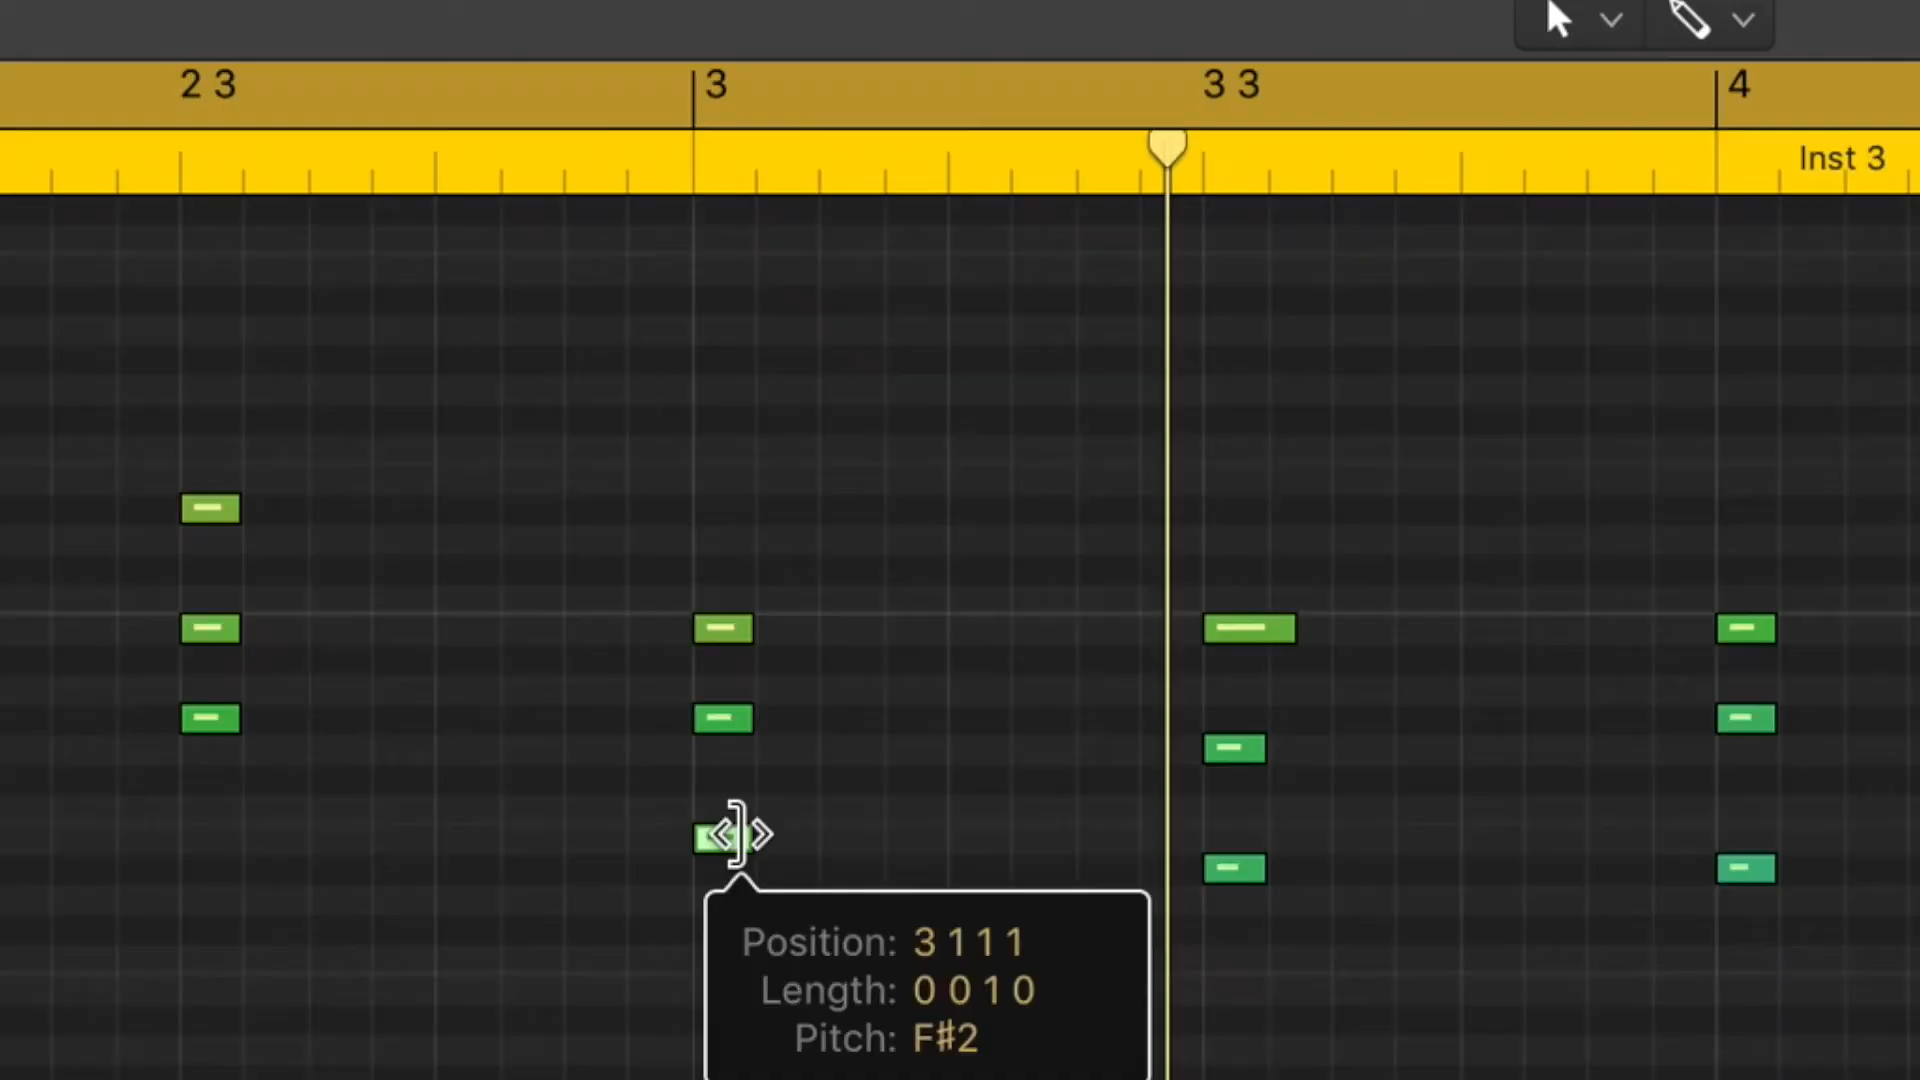 2 3
3
3 3
4
Inst 3
Position: 3 1 1 1
Length: 0 0 1 0
Pitch: F♯2